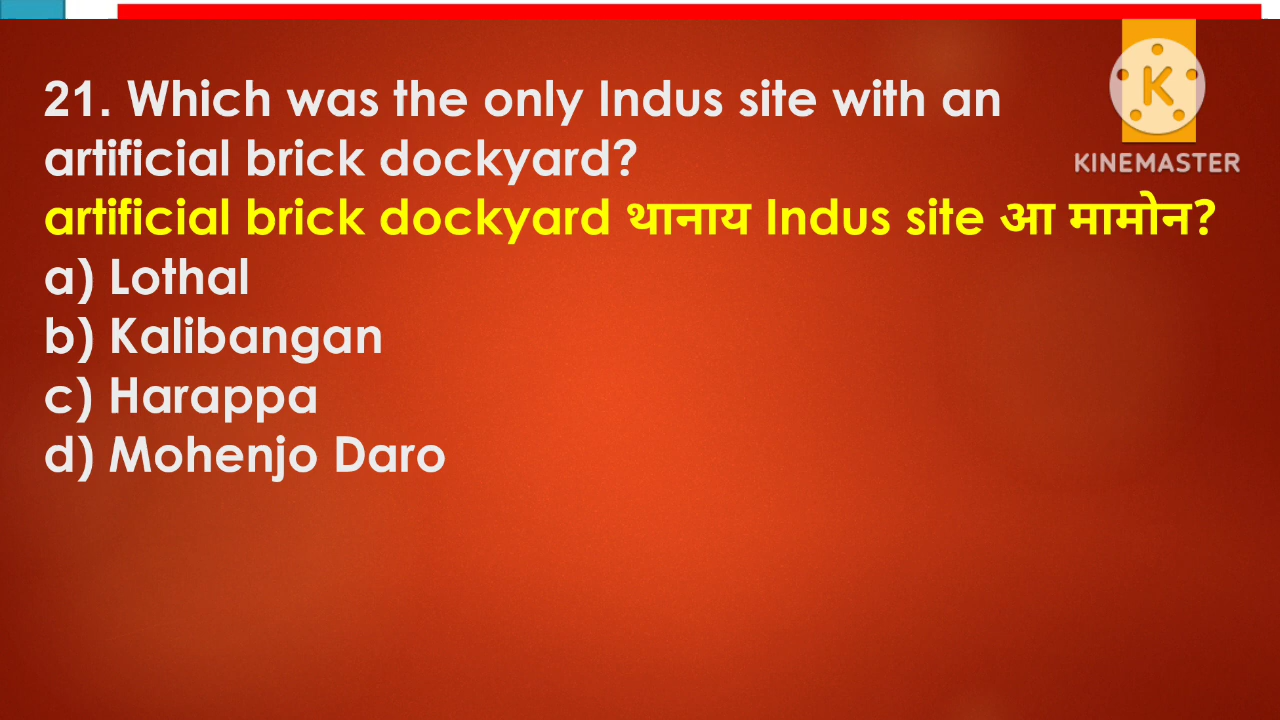 21. Which was the only Indus site with an
artificial brick dockyard?
artificial brick dockyard थानाय Indus site आ मामोन?
a) Lothal
b) Kalibangan
c) Harappa
d) Mohenjo Daro
K
KINEMASTER